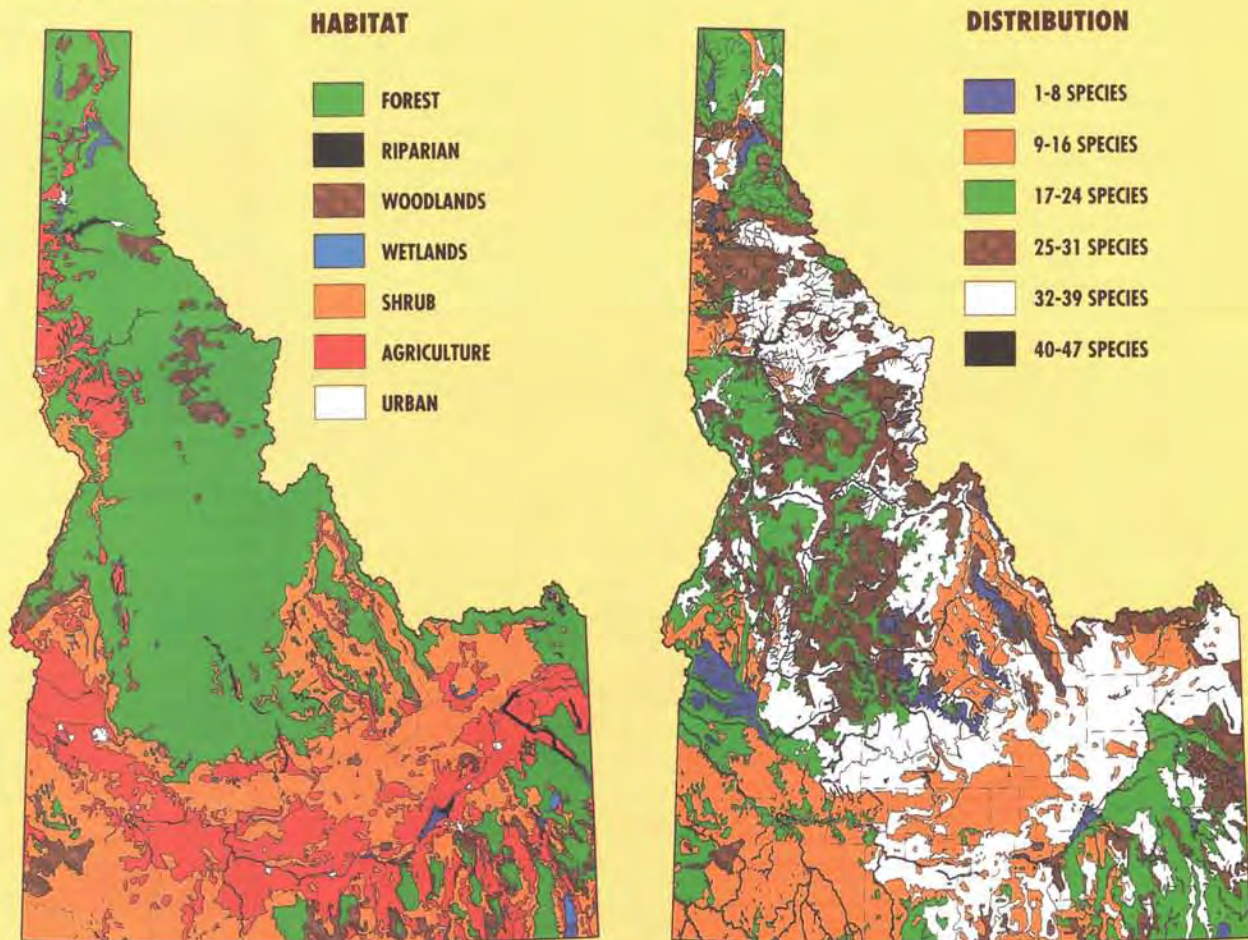 HABITAT
FOREST
RIPARIAN
WOODLANDS
WETLANDS
SHRUB
AGRICULTURE
URBAN
DISTRIBUTION
1-8 SPECIES
9-16 SPECIES
17-24 SPECIES
25-31 SPECIES
32-39 SPECIES
40-47 SPECIES